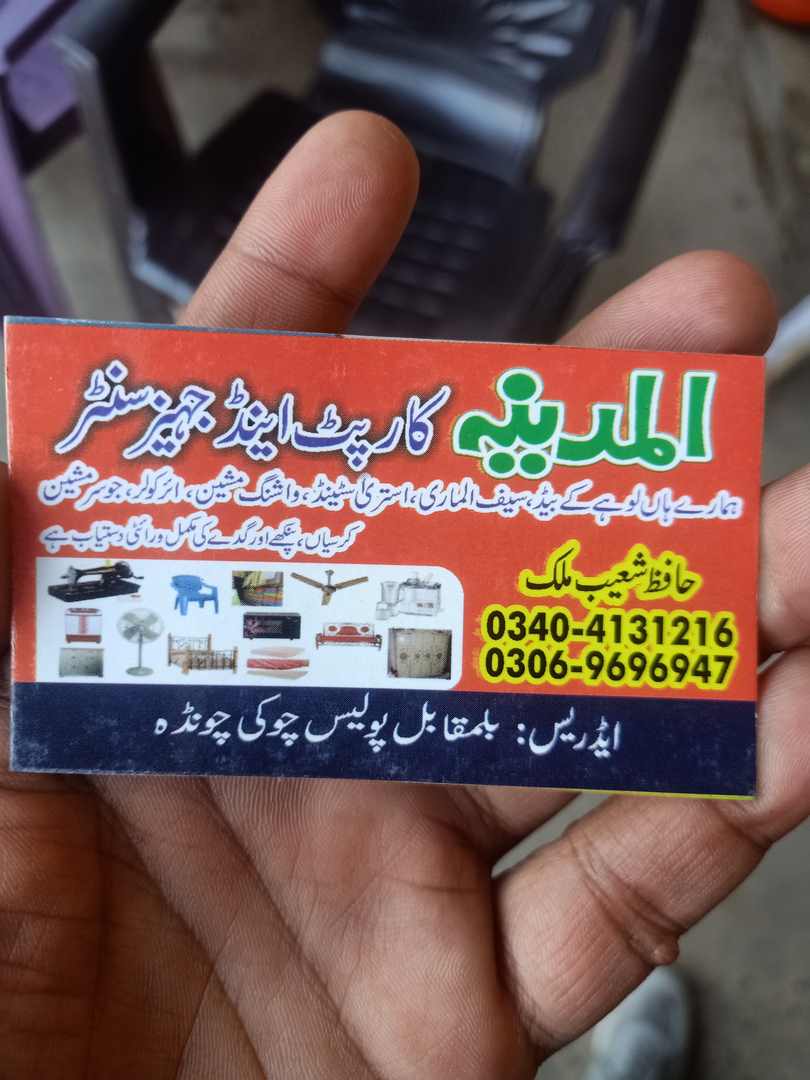 المدینہ کارپٹ اینڈ جہیز سنٹر
ہمارے ہاں لوہے کے بیڈ، سیف الماری، استری سٹینڈ، واشنگ مشین، ائر کولر، جوسر مشین
کرسیاں، پنکھے اور گدے کی مکمل ورائٹی دستیاب ہے
حافظ شعیب ملک
0340-4131216
0306-9696947
ایڈریس: بلمقابل پولیس چوکی چونڈہ